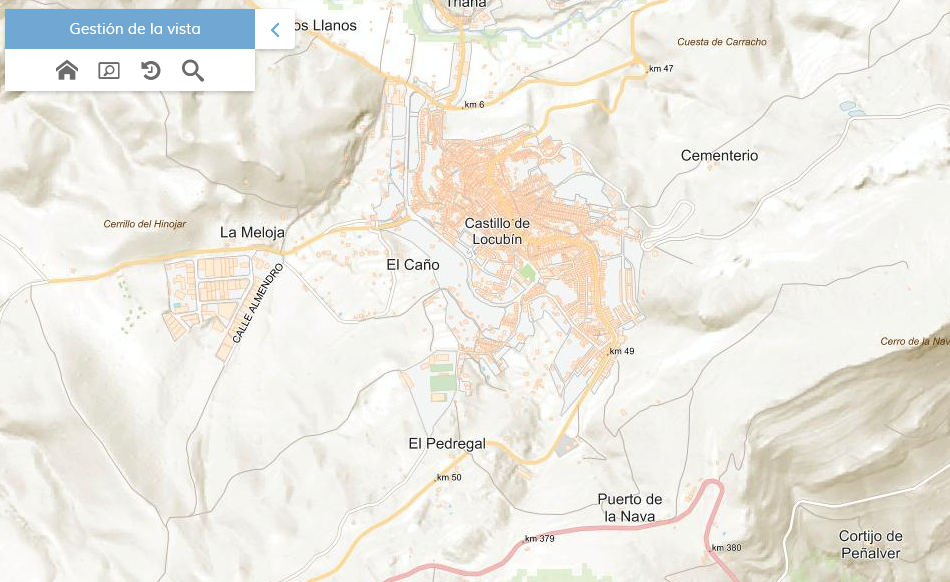 Triana
Gestión de la vista
os Llanos
Cuesta de Carracho
km 47
km 6
Cementerio
Cerrillo del Hinojar
La Meloja
Castillo de
Locubín
El Caño
CALLE ALMENDRO
km 49
Cerro de la Nav
El Pedregal
km 50
Puerto de
la Nava
km 379
km 380
Cortijo de
Peñalver